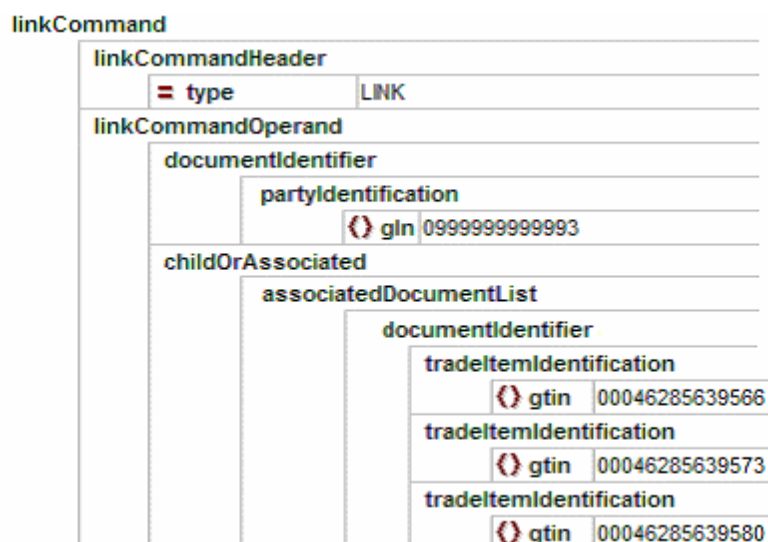 linkCommand
linkCommandHeader
= type LINK
linkCommandOperand
documentIdentifier
partyIdentification
{} gln 0999999999993
childOrAssociated
associatedDocumentList
documentIdentifier
tradeItemIdentification
{} gtin 00046285639566
tradeItemIdentification
{} gtin 00046285639573
tradeItemIdentification
{} gtin 00046285639580